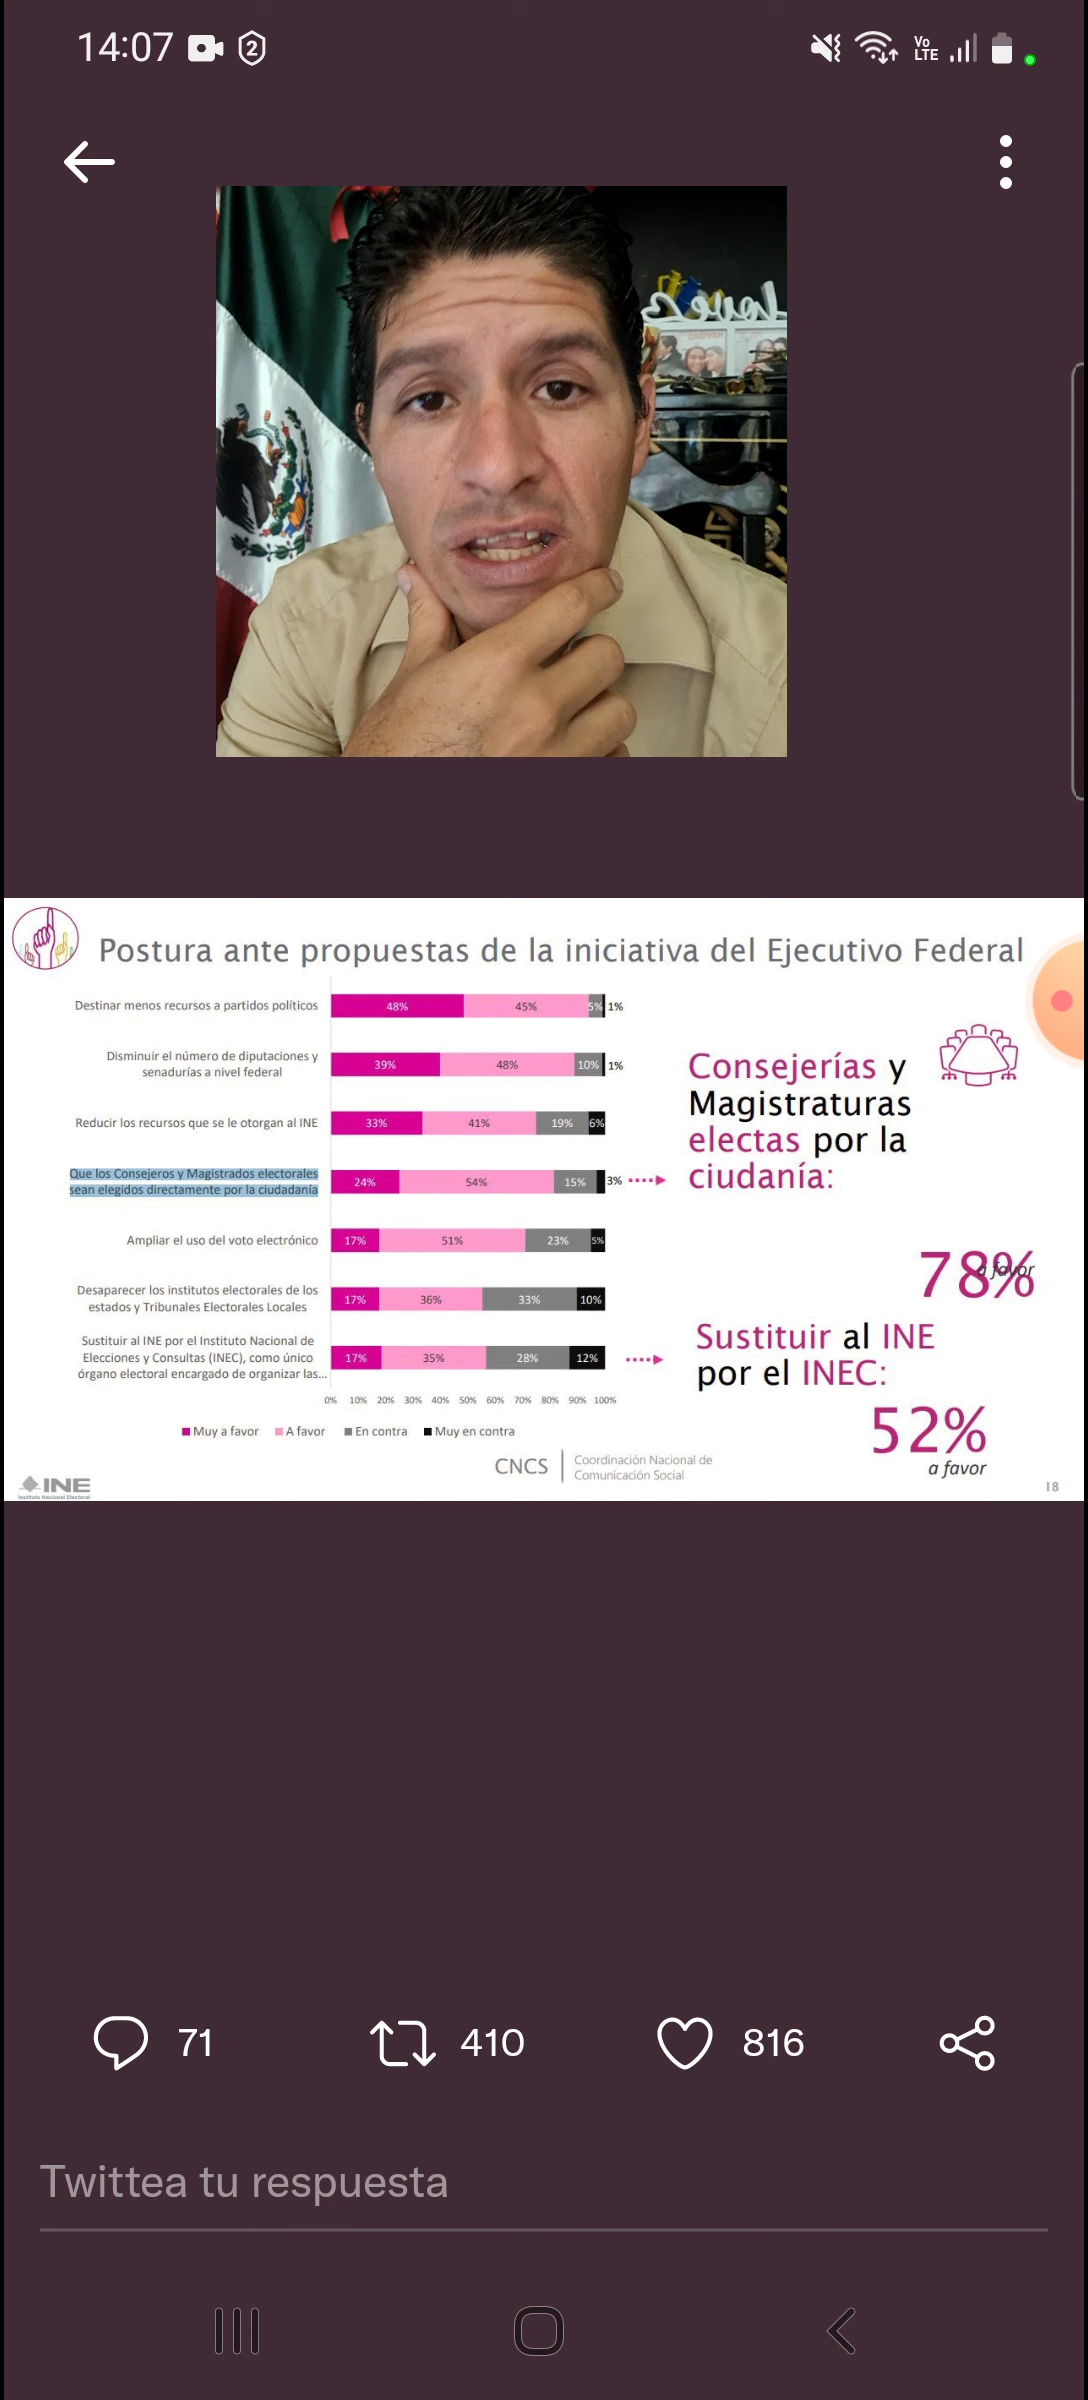 14:07
2
Vo
LTE
Postura ante propuestas de la iniciativa del Ejecutivo Federal
Destinar menos recursos a partidos políticos
48% 45% 5% 1%
Disminuir el número de diputaciones y
senadurías a nivel federal
39% 48% 10% 1%
Reducir los recursos que se le otorgan al INE
33% 41% 19% 6%
Que los Consejeros y Magistrados electorales
sean elegidos directamente por la ciudadanía
24% 54% 15% 3%
Ampliar el uso del voto electrónico
17% 51% 23% 5%
Desaparecer los institutos electorales de los
estados y Tribunales Electorales Locales
17% 36% 33% 10%
Sustituir al INE por el Instituto Nacional de
Elecciones y Consultas (INEC), como único
órgano electoral encargado de organizar las...
17% 35% 28% 12%
0% 10% 20% 30% 40% 50% 60% 70% 80% 90% 100%
Muy a favor A favor En contra Muy en contra
Consejerías y
Magistraturas
electas por la
ciudanía:
78%
a favor
Sustituir al INE
por el INEC:
52%
a favor
CNCS
Coordinación Nacional de
Comunicación Social
INE
Instituto Nacional Electoral
18
71 410 816
Twittea tu respuesta